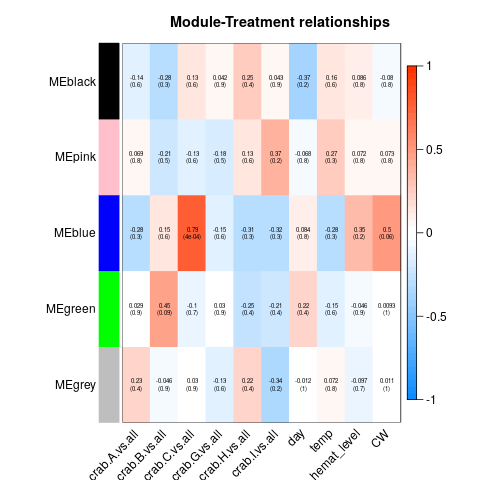 Module-Treatment relationships
MEblack
-0.14 -0.28 0.13 0.042 0.25 0.043 -0.37 0.16 0.086 -0.08
(0.6) (0.3) (0.6) (0.9) (0.4) (0.9) (0.2) (0.6) (0.8) (0.8)
MEpink
0.069 -0.21 -0.13 -0.18 0.13 0.37 -0.068 0.27 0.072 0.073
(0.8) (0.5) (0.6) (0.5) (0.6) (0.2) (0.8) (0.3) (0.8) (0.8)
MEblue
-0.28 0.15 0.79 -0.15 -0.31 -0.32 0.084 -0.28 0.35 0.5
(0.3) (0.6) (4e-04) (0.6) (0.3) (0.3) (0.8) (0.3) (0.2) (0.06)
MEgreen
0.029 0.45 -0.1 0.03 -0.25 -0.21 0.22 -0.15 -0.046 0.0093
(0.9) (0.09) (0.7) (0.9) (0.4) (0.4) (0.4) (0.6) (0.9) (1)
MEgrey
0.23 -0.046 0.03 -0.13 0.22 -0.34 -0.012 0.072 -0.097 0.011
(0.4) (0.9) (0.9) (0.6) (0.4) (0.2) (1) (0.8) (0.7) (1)
crab.A.vs.all
crab.B.vs.all
crab.C.vs.all
crab.G.vs.all
crab.H.vs.all
crab.I.vs.all
day
temp
hemat_level
CW
1
0.5
0
-0.5
-1